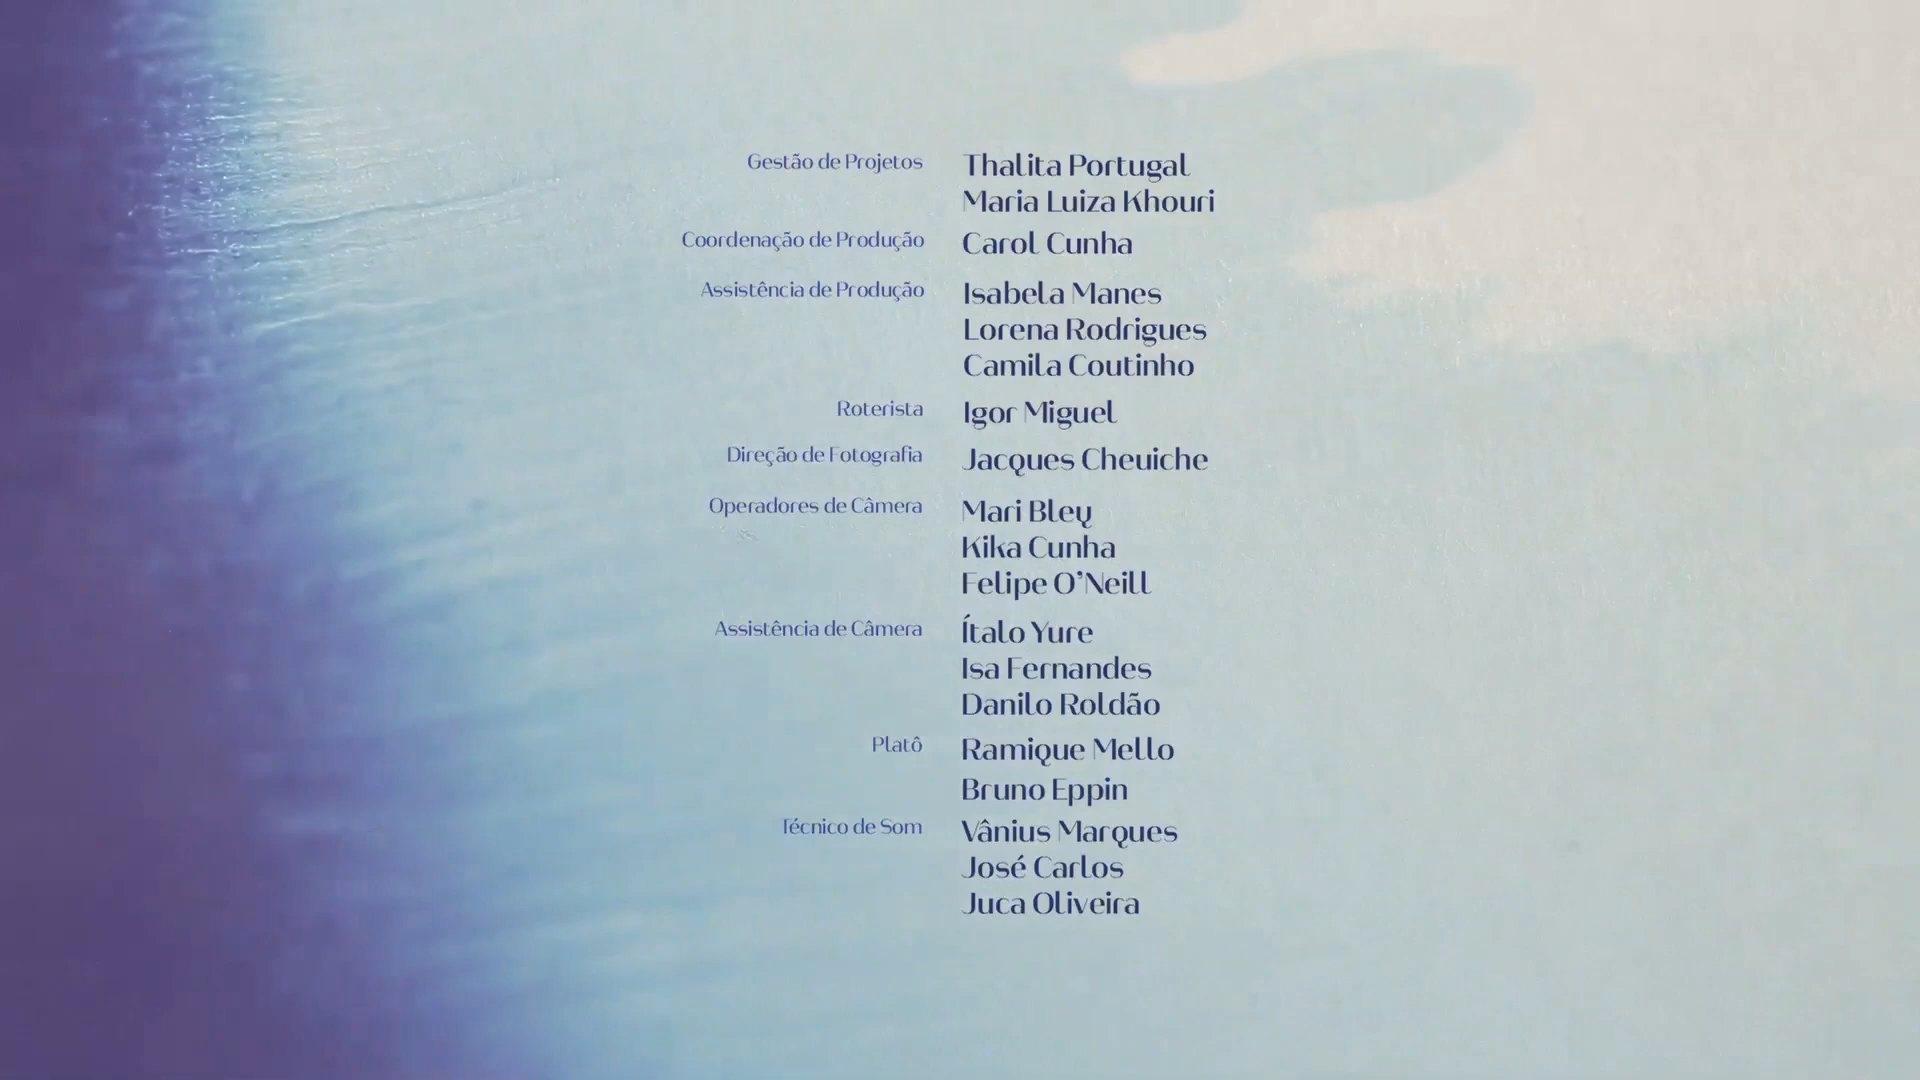 Gestão de Projetos Thalita Portugal
Maria Luiza Khouri
Coordenação de Produção Carol Cunha
Assistência de Produção Isabela Manes
Lorena Rodrigues
Camila Coutinho
Roterista Igor Miguel
Direção de Fotografia Jacques Cheuiche
Operadores de Câmera Mari Bley
Kika Cunha
Felipe O’Neill
Assistência de Câmera Ítalo Yure
Isa Fernandes
Danilo Roldão
Platô Ramique Mello
Bruno Eppin
Técnico de Som Vânius Marques
José Carlos
Juca Oliveira